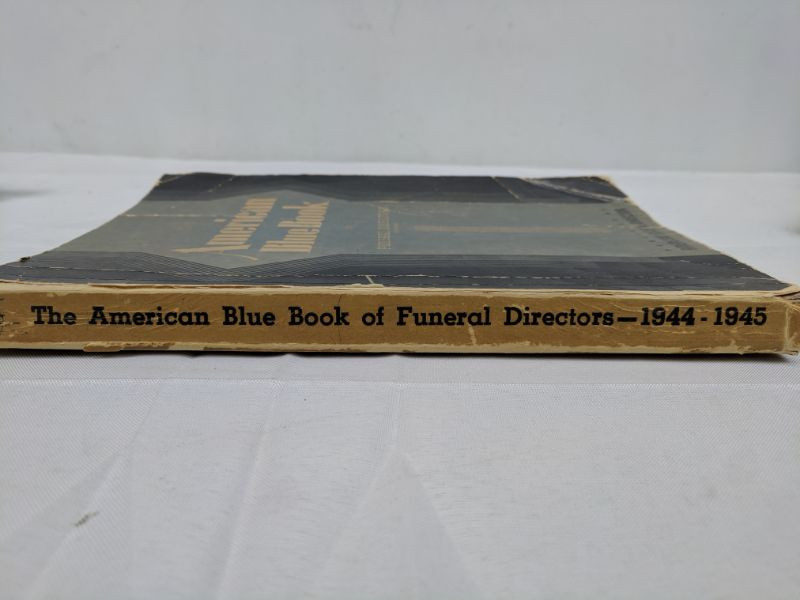 American
Blue Book
The American Blue Book of Funeral Directors—1944-1945